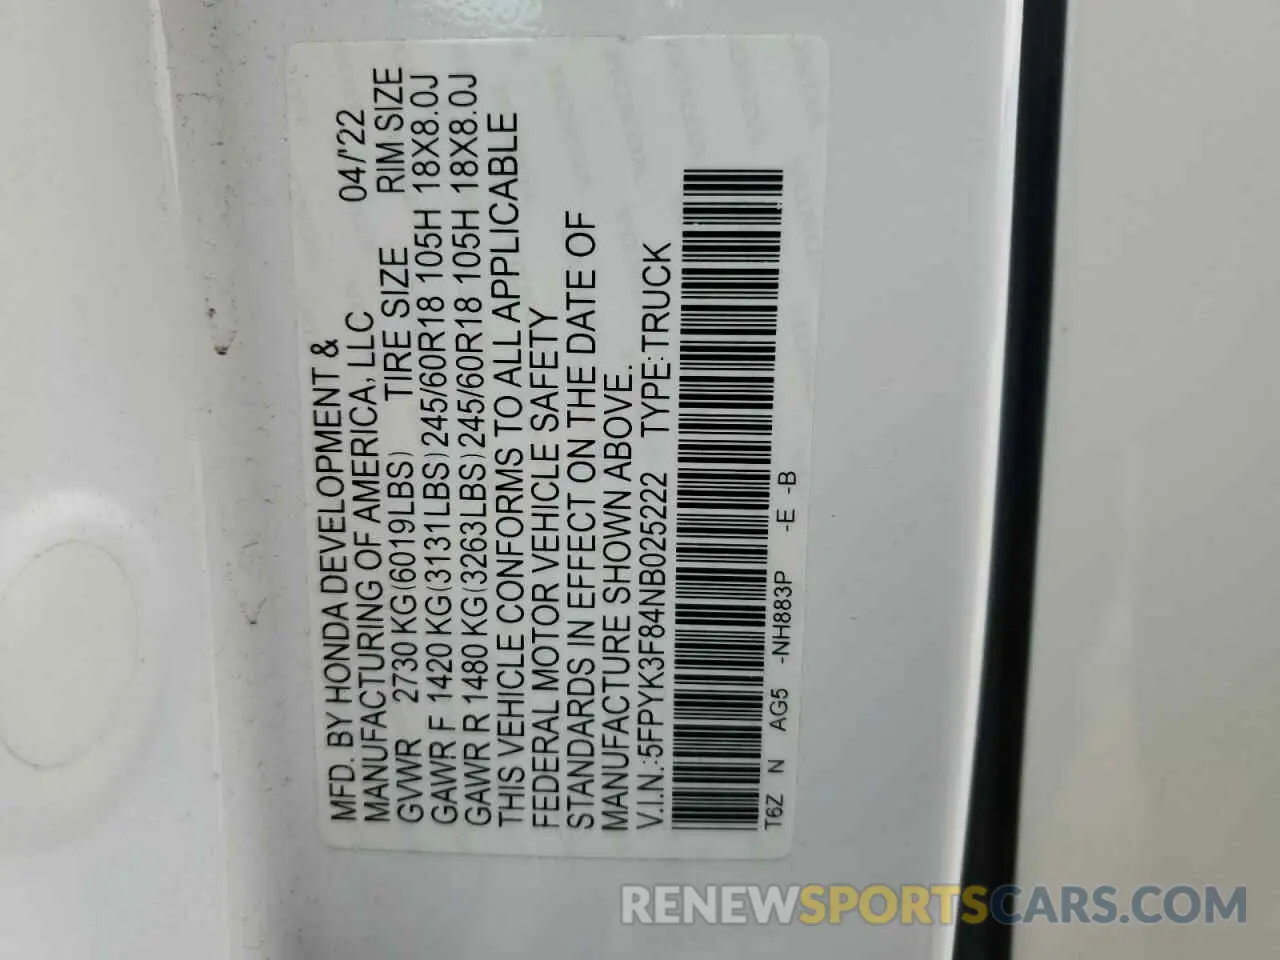 MFD. BY HONDA DEVELOPMENT &
MANUFACTURING OF AMERICA, LLC 04/'22
GVWR 2730 KG(6019LBS) TIRE SIZE RIM SIZE
GAWR F 1420 KG(3131LBS) 245/60R18 105H 18X8.0J
GAWR R 1480 KG(3263LBS) 245/60R18 105H 18X8.0J
THIS VEHICLE CONFORMS TO ALL APPLICABLE
FEDERAL MOTOR VEHICLE SAFETY
STANDARDS IN EFFECT ON THE DATE OF
MANUFACTURE SHOWN ABOVE.
V.I.N.:5FPYK3F84NB025222 TYPE:TRUCK
T6Z N AG5 -NH883P -E -B
RENEWSPORTSCARS.COM